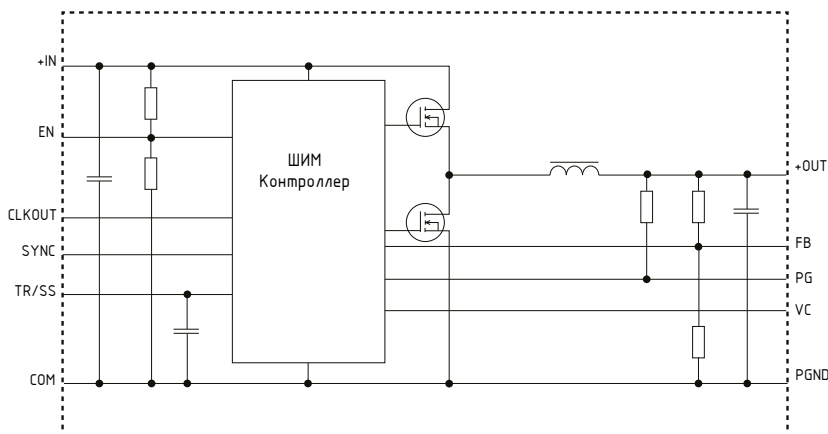 +IN
EN
CLKOUT
SYNC
TR/SS
COM
ШИМ
Контроллер
+OUT
FB
PG
VC
PGND